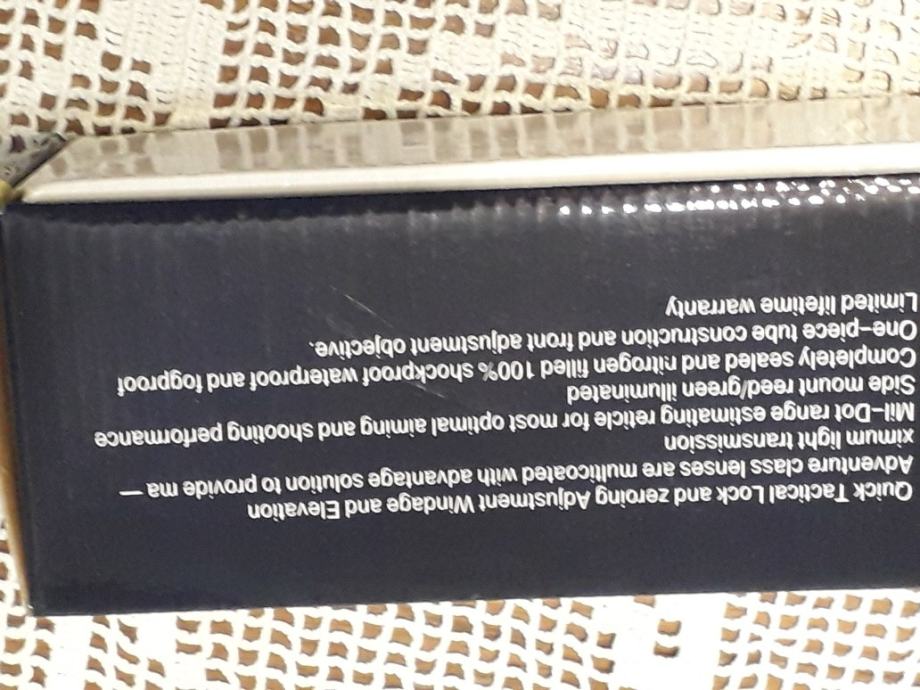 Quick Tactical Lock and zeroing Adjustment Windage and Elevation
Adventure class lenses are multicoated with advantage solution to provide ma —
ximum light transmission
Mil-Dot range estimating reticle for most optimal aiming and shooting performance
Side mount reed/green illuminated
Completely sealed and nitrogen filled 100% shockproof waterproof and fogproof
One-piece tube construction and front adjustment objective.
Limited lifetime warranty